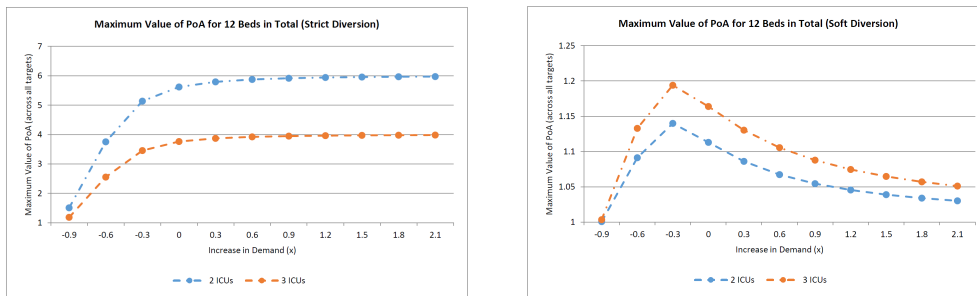 Maximum Value of PoA for 12 Beds in Total (Strict Diversion)
Maximum Value of PoA (across all targets)
7
6
5
4
3
2
1
-0.9 -0.6 -0.3 0 0.3 0.6 0.9 1.2 1.5 1.8 2.1
Increase in Demand (x)
2 ICUs 3 ICUs
Maximum Value of PoA for 12 Beds in Total (Soft Diversion)
Maximum Value of PoA (across all targets)
1.25
1.2
1.15
1.1
1.05
1
-0.9 -0.6 -0.3 0 0.3 0.6 0.9 1.2 1.5 1.8 2.1
Increase in Demand (x)
2 ICUs 3 ICUs